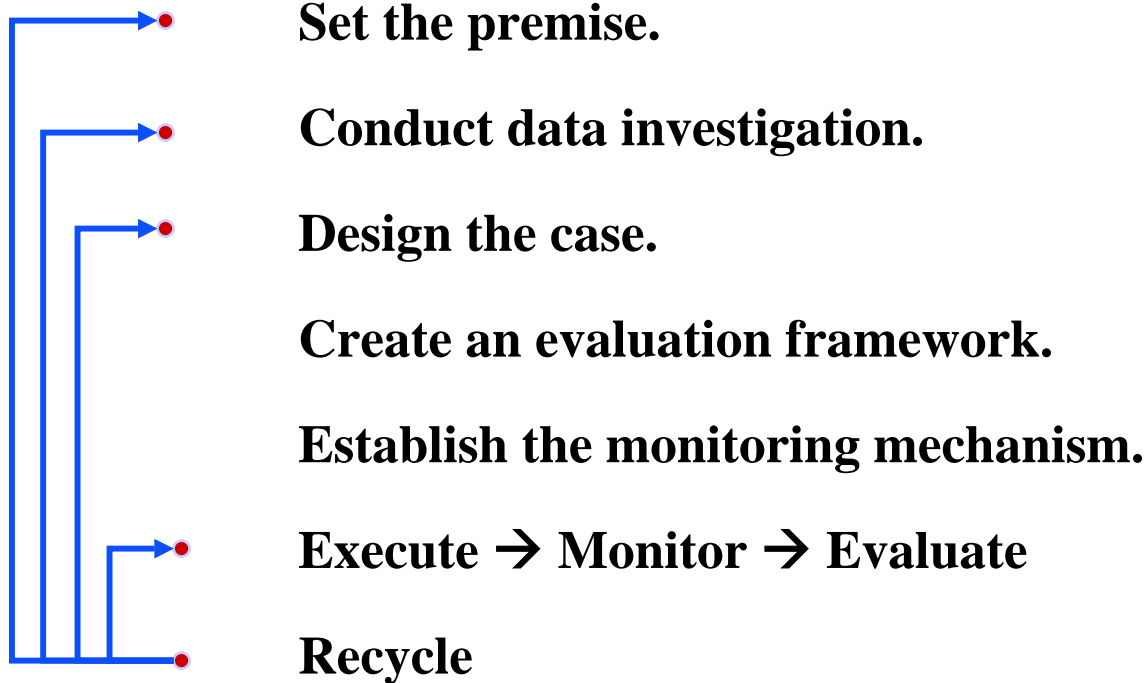 Set the premise.
Conduct data investigation.
Design the case.
Create an evaluation framework.
Establish the monitoring mechanism.
Execute → Monitor → Evaluate
Recycle